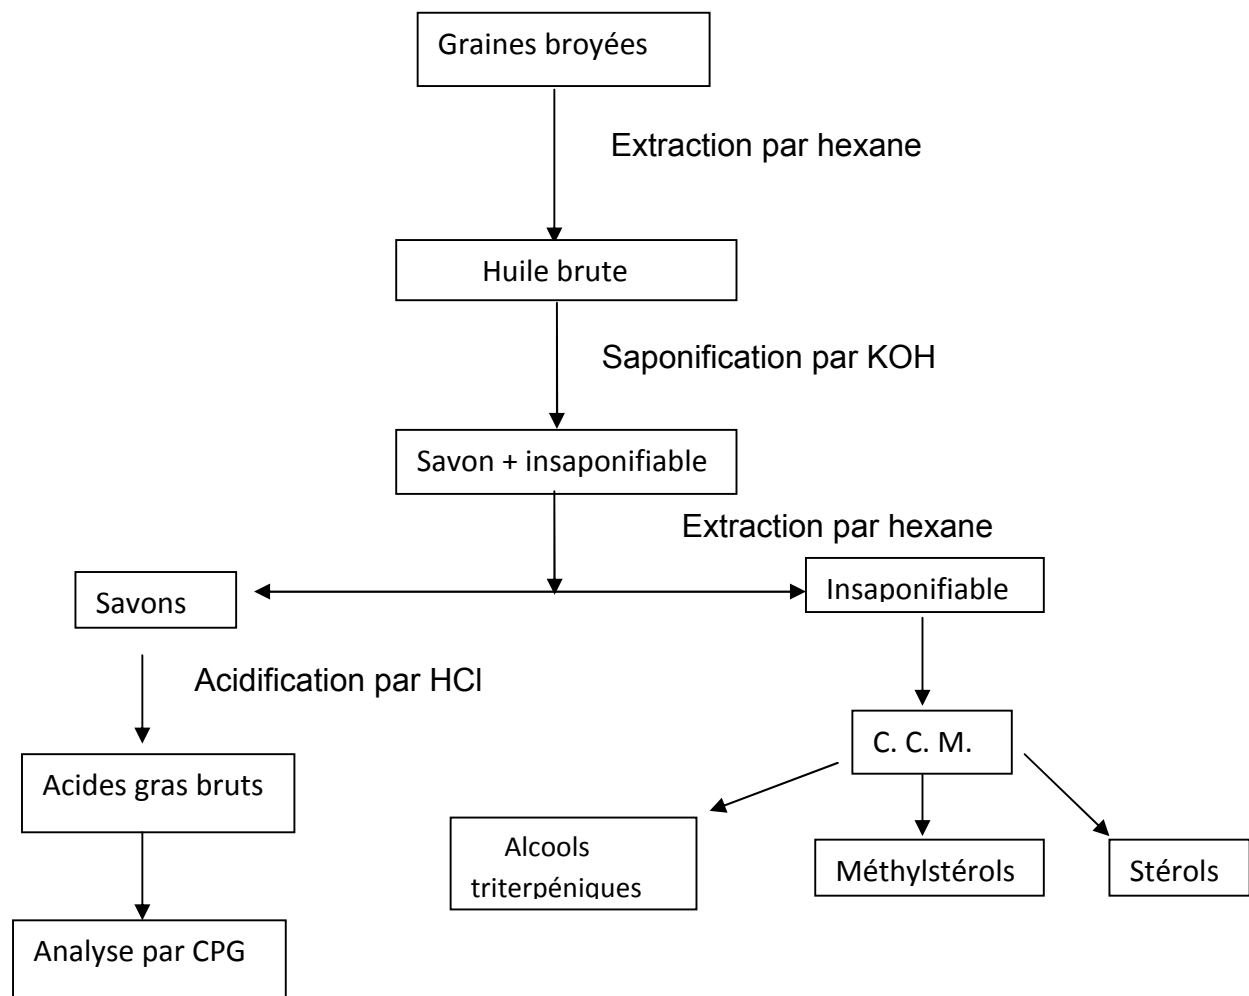 Graines broyées
Extraction par hexane
Huile brute
Saponification par KOH
Savon + insaponifiable
Extraction par hexane
Savons
Insaponifiable
Acidification par HCl
C. C. M.
Acides gras bruts
Alcools
triterpéniques
Méthylstérols
Stérols
Analyse par CPG